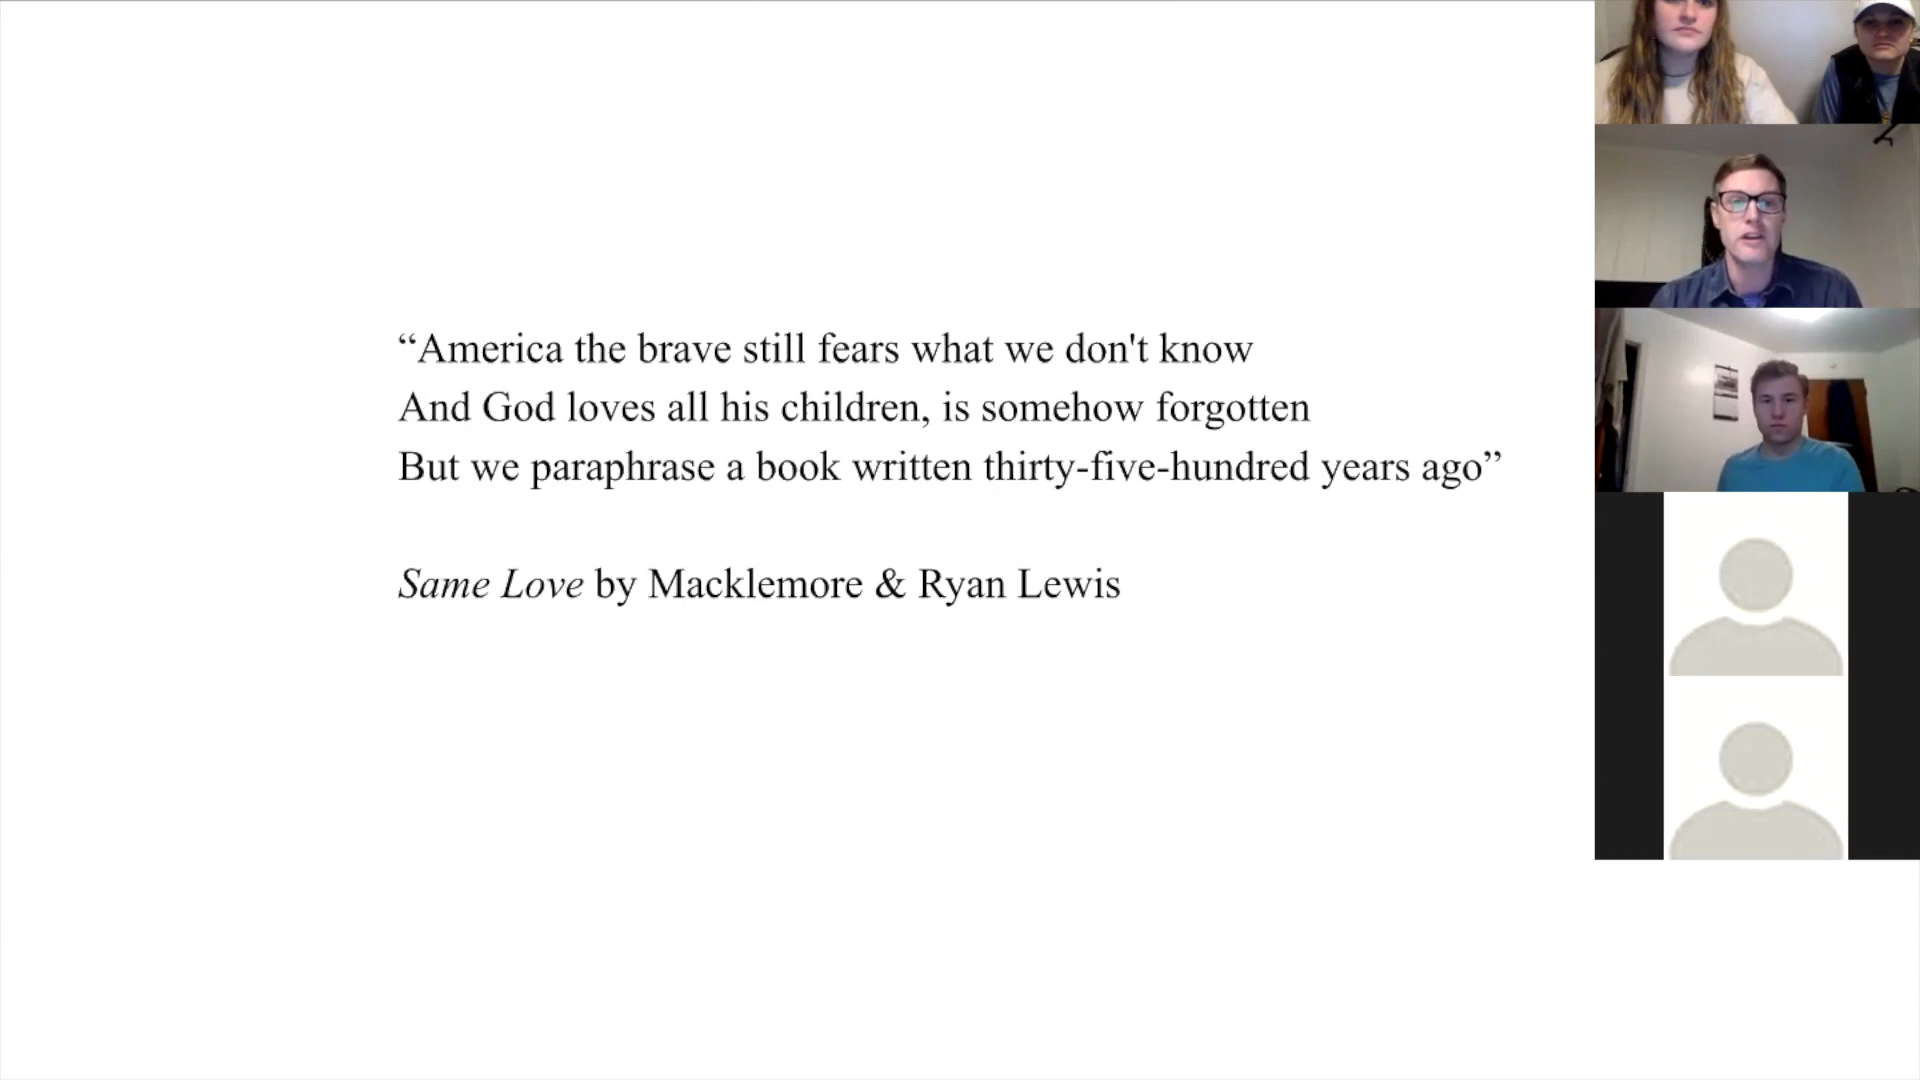 “America the brave still fears what we don't know
And God loves all his children, is somehow forgotten
But we paraphrase a book written thirty-five-hundred years ago”
Same Love by Macklemore & Ryan Lewis